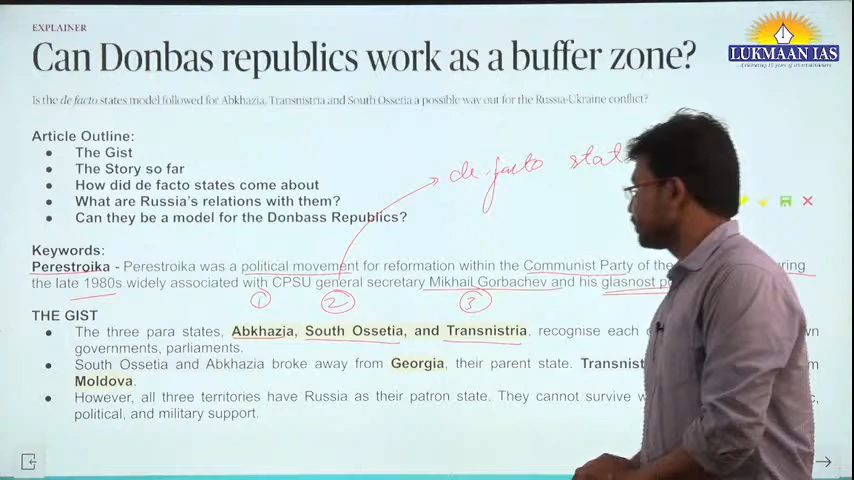 EXPLAINER
Can Donbas republics work as a buffer zone?
LUKMAAN IAS
Is the de facto states model followed for Abkhazia, Transnistria and South Ossetia a possible way out for the Russia-Ukraine conflict?
Article Outline:
● The Gist
● The Story so far
● How did de facto states come about
● What are Russia's relations with them?
● Can they be a model for the Donbass Republics?
de facto stat
Keywords:
Perestroika - Perestroika was a political movement for reformation within the Communist Party of the ring
the late 1980s widely associated with CPSU general secretary Mikhail Gorbachev and his glasnost
1 2 3
THE GIST
● The three para states, Abkhazia, South Ossetia, and Transnistria, recognise each wn
governments, parliaments.
● South Ossetia and Abkhazia broke away from Georgia, their parent state. Transnist m
Moldova.
● However, all three territories have Russia as their patron state. They cannot survive
political, and military support.